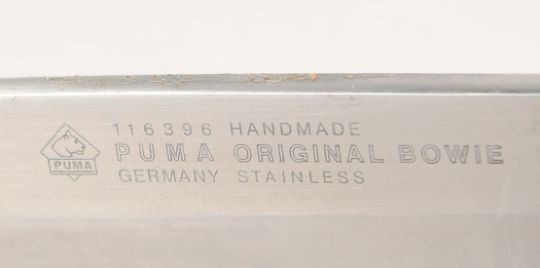 116396 HANDMADE
PUMA ORIGINAL BOWIE
PUMA
GERMANY STAINLESS